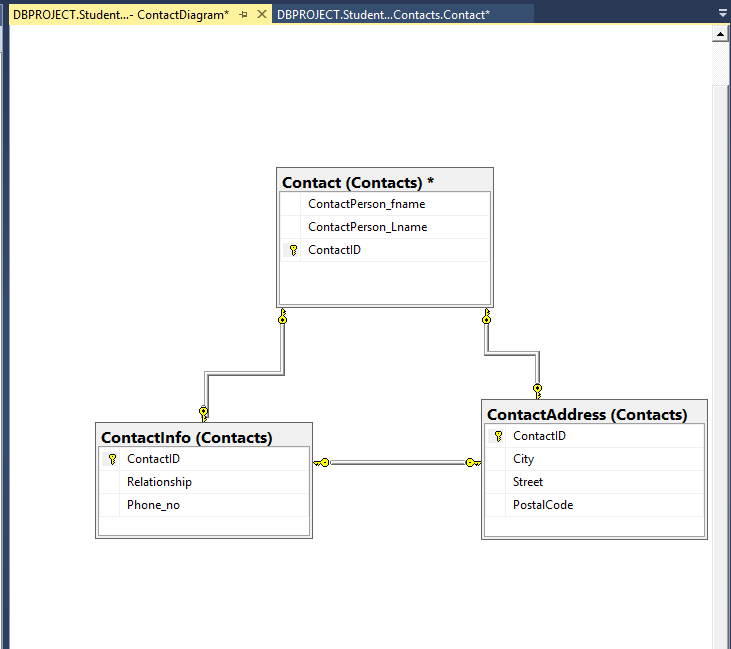 DBPROJECT.Student...- ContactDiagram*
DBPROJECT.Student...Contacts.Contact*
Contact (Contacts) *
ContactPerson_fname
ContactPerson_Lname
ContactID
ContactInfo (Contacts)
ContactID
Relationship
Phone_no
ContactAddress (Contacts)
ContactID
City
Street
PostalCode